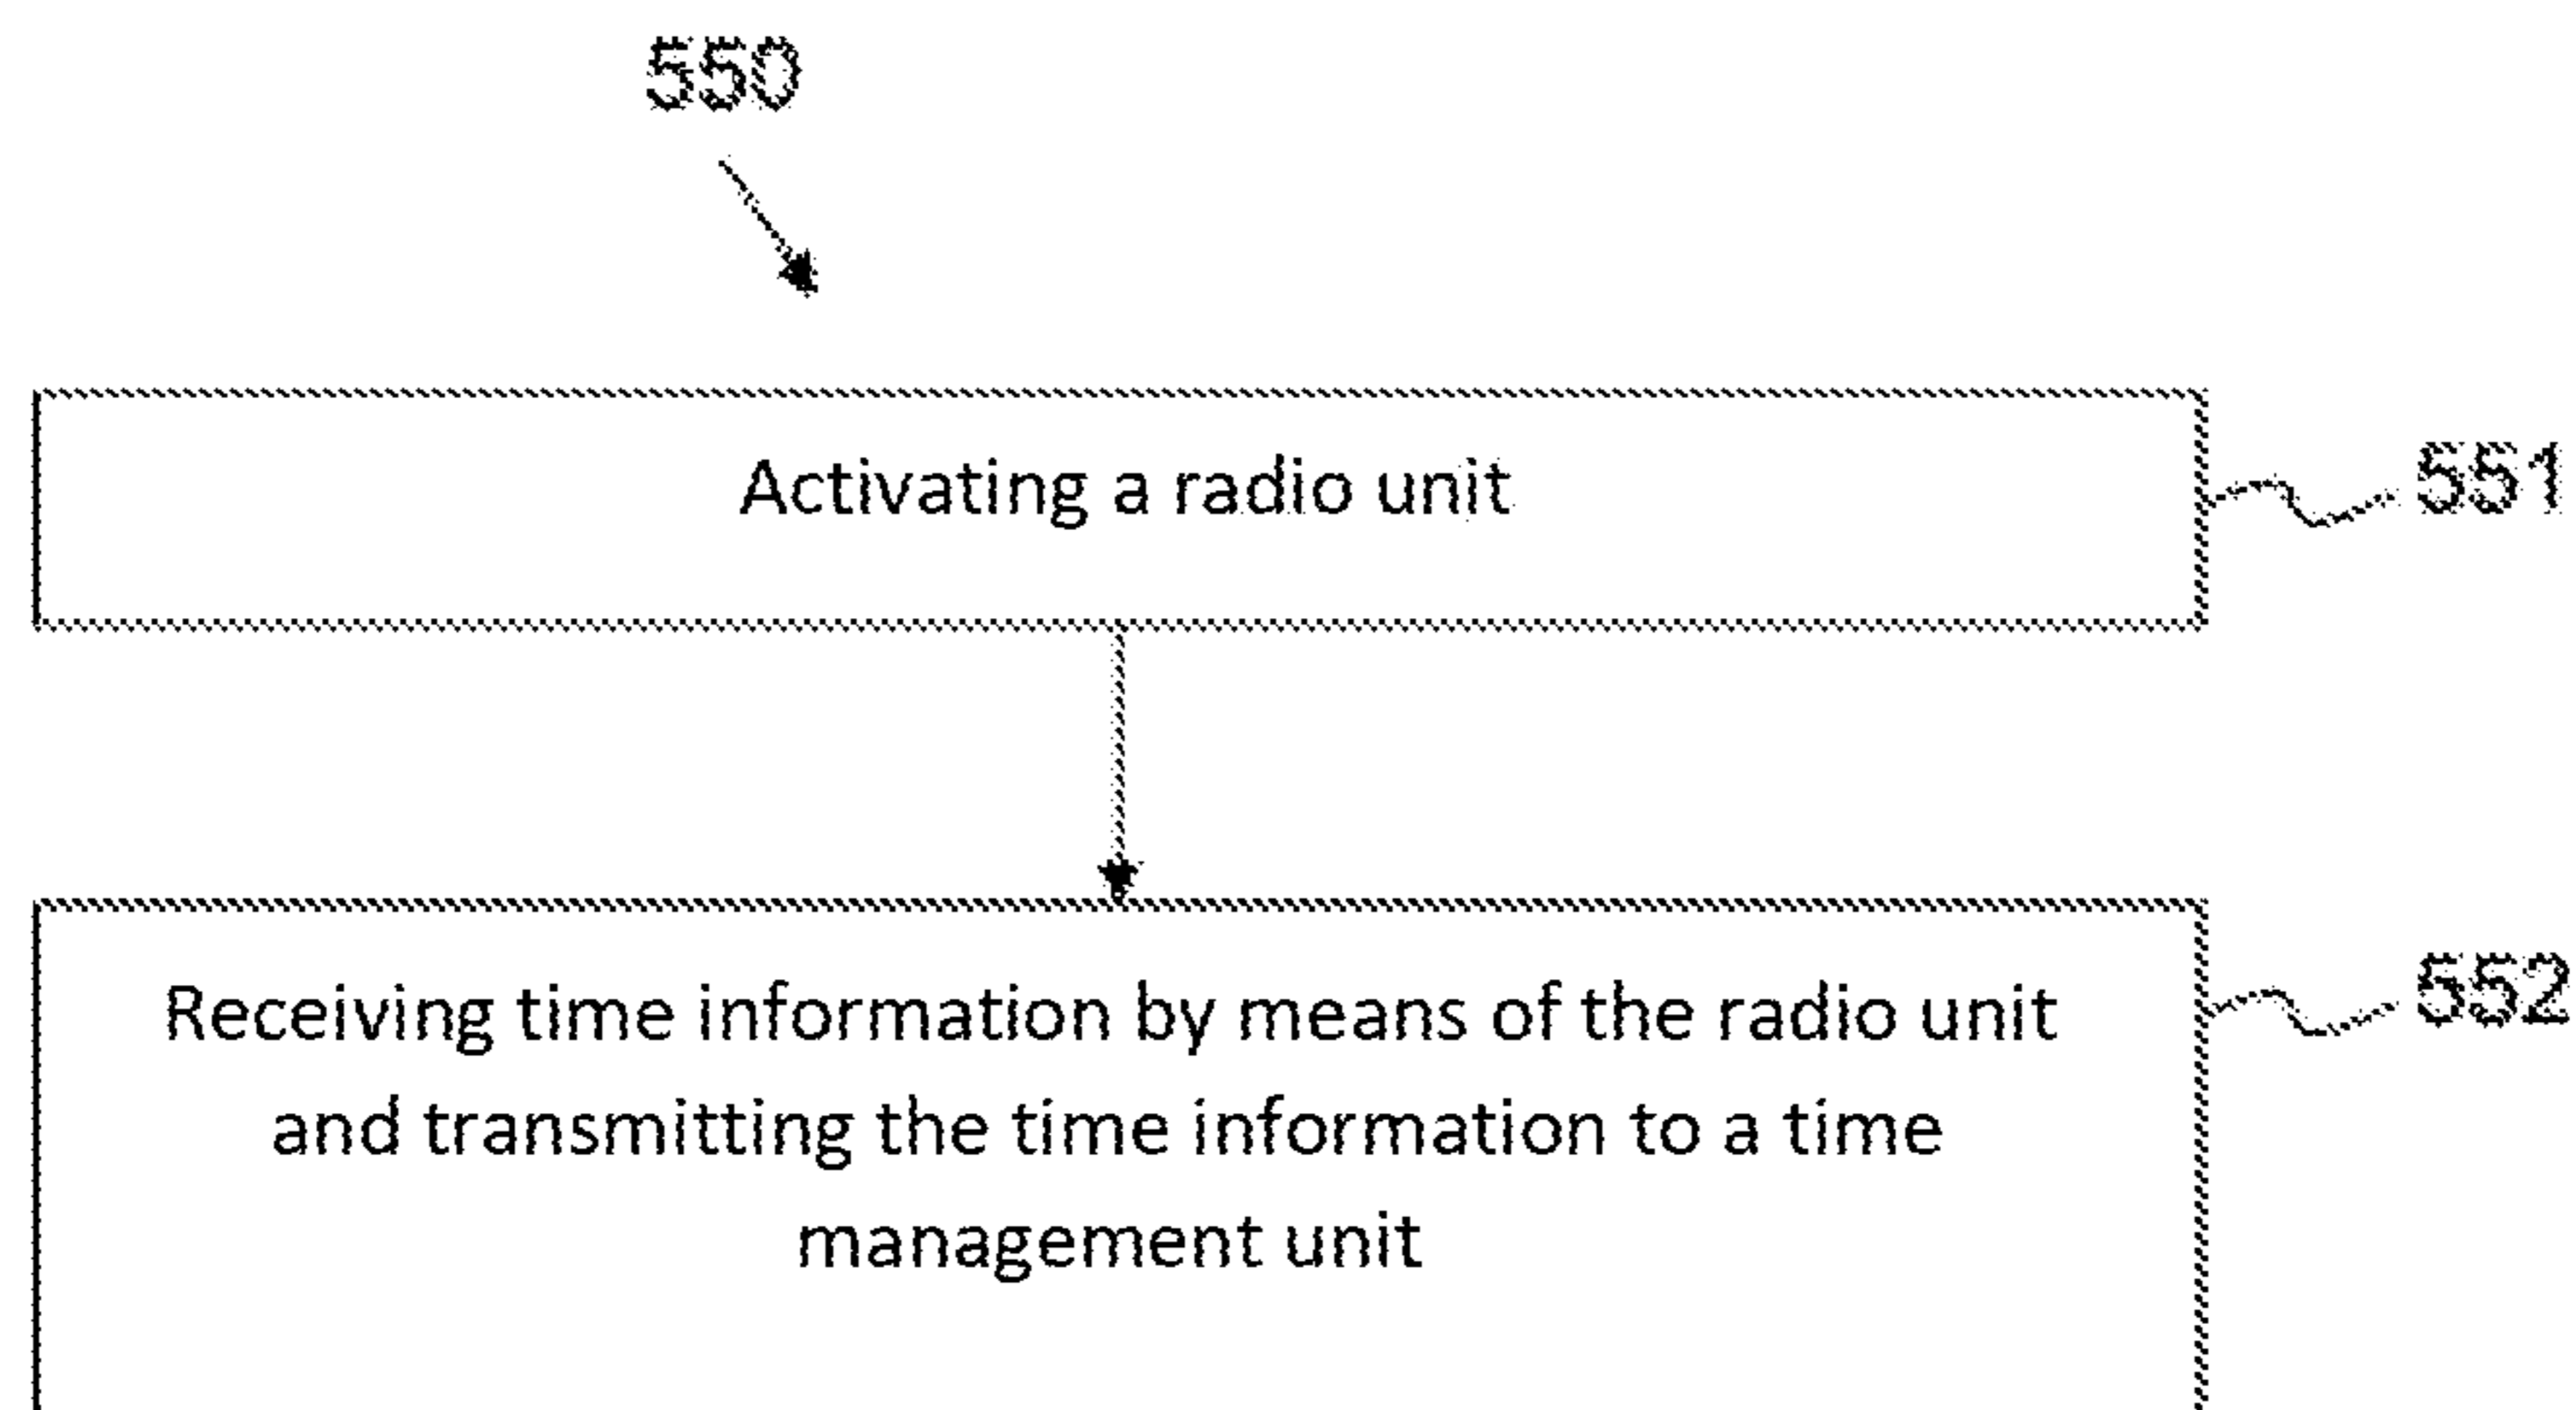 550
Activating a radio unit
551
Receiving time information by means of the radio unit
552
and transmitting the time information to a time
management unit